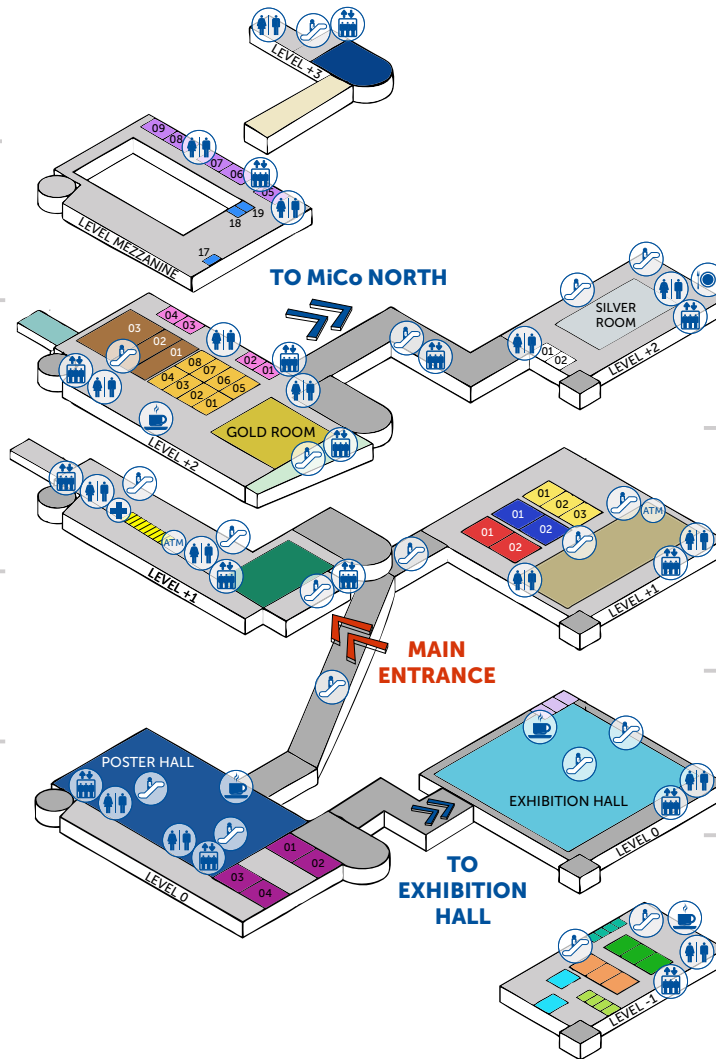 LEVEL +3
09
08
07
06
05
19
18
17
LEVEL MEZZANINE
TO MiCo NORTH
SILVER
ROOM
01
02
LEVEL +2
04
03
03
02
01
02
01
08
07
06
05
04
03
02
01
GOLD ROOM
LEVEL +2
ATM
LEVEL +1
01
02
03
01
02
01
02
ATM
LEVEL +1
MAIN
ENTRANCE
POSTER HALL
01
02
03
04
LEVEL 0
EXHIBITION HALL
LEVEL 0
TO
EXHIBITION
HALL
LEVEL -1